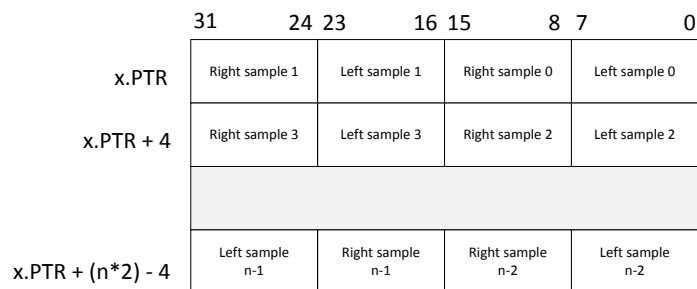 31 24 23 16 15 8 7 0
x.PTR Right sample 1 Left sample 1 Right sample 0 Left sample 0
x.PTR + 4 Right sample 3 Left sample 3 Right sample 2 Left sample 2
x.PTR + (n*2) - 4 Left sample Right sample Right sample Left sample
n-1 n-1 n-2 n-2